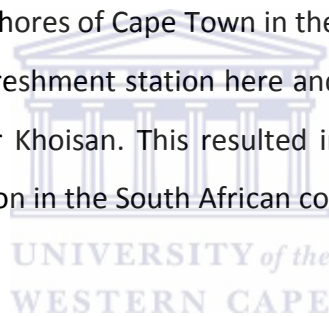 hores of Cape Town in the
reshment station here and
Khoisan. This resulted i
on in the South African co
UNIVERSITY of the
WESTERN CAPE